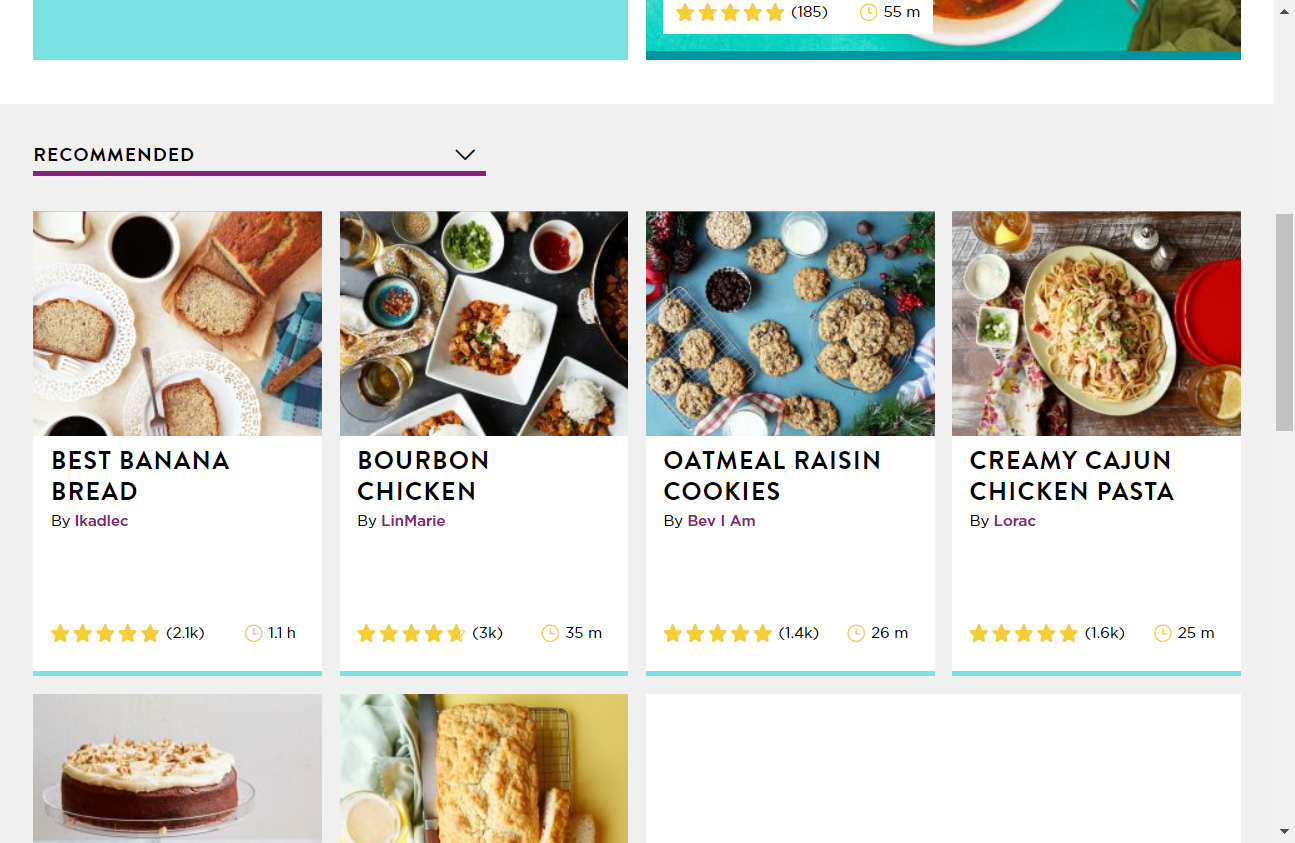 (185) 55 m
RECOMMENDED
BEST BANANA
BREAD
By lkadlec
(2.1k) 1.1 h
BOURBON
CHICKEN
By LinMarie
(3k) 35 m
OATMEAL RAISIN
COOKIES
By Bev I Am
(1.4k) 26 m
CREAMY CAJUN
CHICKEN PASTA
By Lorac
(1.6k) 25 m